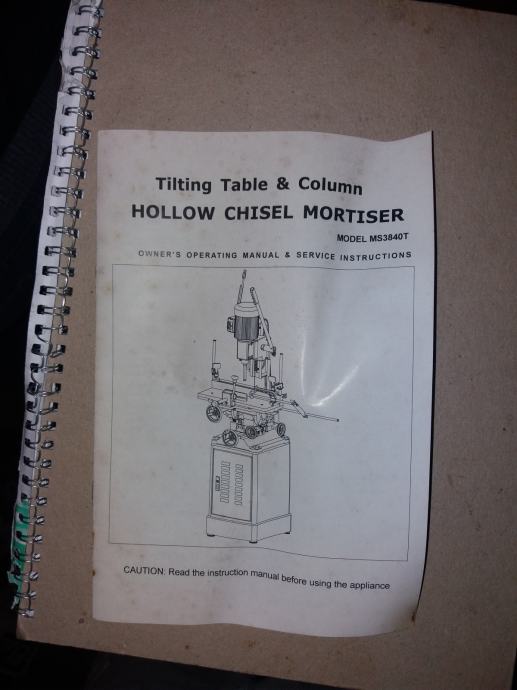 Tilting Table & Column
HOLLOW CHISEL MORTISER
MODEL MS3840T
OWNER'S OPERATING MANUAL & SERVICE INSTRUCTIONS
CAUTION: Read the instruction manual before using the appliance